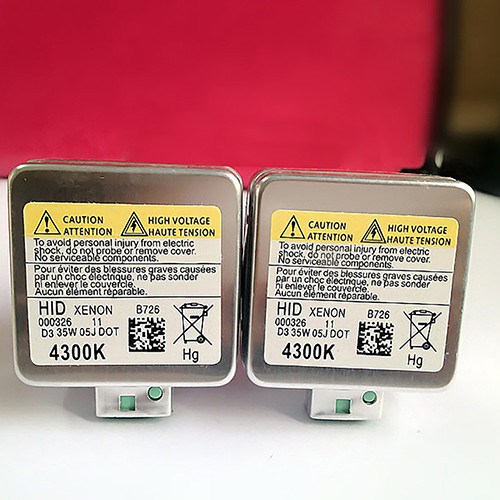 CAUTION
ATTENTION
HIGH VOLTAGE
HAUTE TENSION
To avoid personal injury from electric
shock, do not probe or remove cover.
No serviceable components.
Pour éviter des blessures graves causées
par un choc électrique, ne pas sonder
ni enlever le couvercle.
Aucun élément réparable.
HID XENON B726
000326 11
D3 35W 05J DOT
4300K
Hg
CAUTION
ATTENTION
HIGH VOLTAGE
HAUTE TENSION
To avoid personal injury from electric
shock, do not probe or remove cover.
No serviceable components.
Pour éviter des blessures graves causées
par un choc électrique, ne pas sonder
ni enlever le couvercle.
Aucun élément réparable.
HID XENON B726
000326 11
D3 35W 05J DOT
4300K
Hg